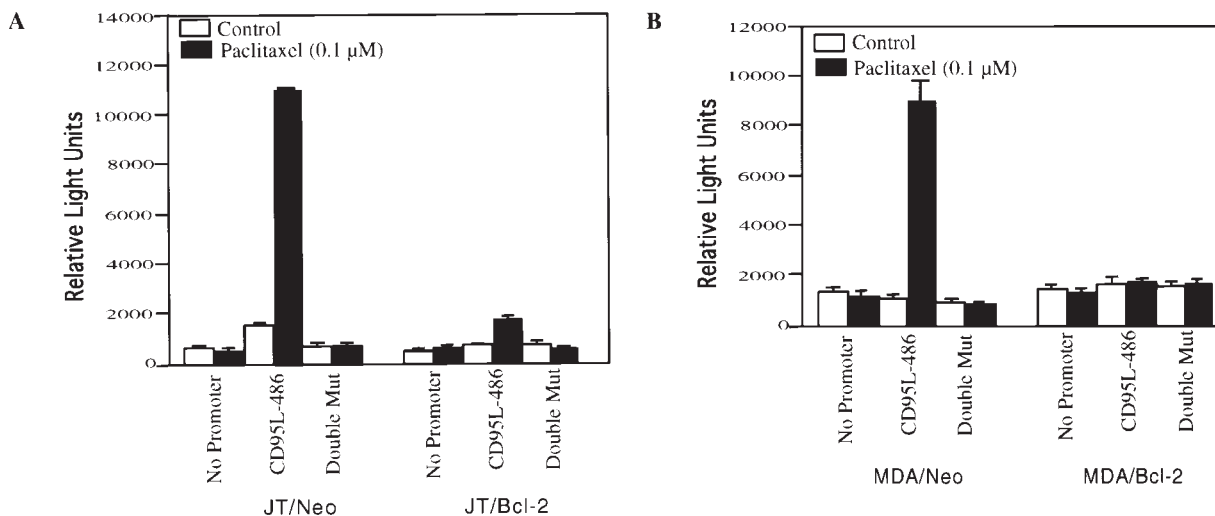 A
Relative Light Units
14000
12000
10000
8000
6000
4000
2000
0
Control
Paclitaxel (0.1 µM)
No Promoter
CD95L-486
Double Mut
No Promoter
CD95L-486
Double Mut
JT/Neo
JT/Bcl-2
B
Relative Light Units
12000
10000
8000
6000
4000
2000
0
Control
Paclitaxel (0.1 µM)
No Promoter
CD95L-486
Double Mut
No Promoter
CD95L-486
Double Mut
MDA/Neo
MDA/Bcl-2